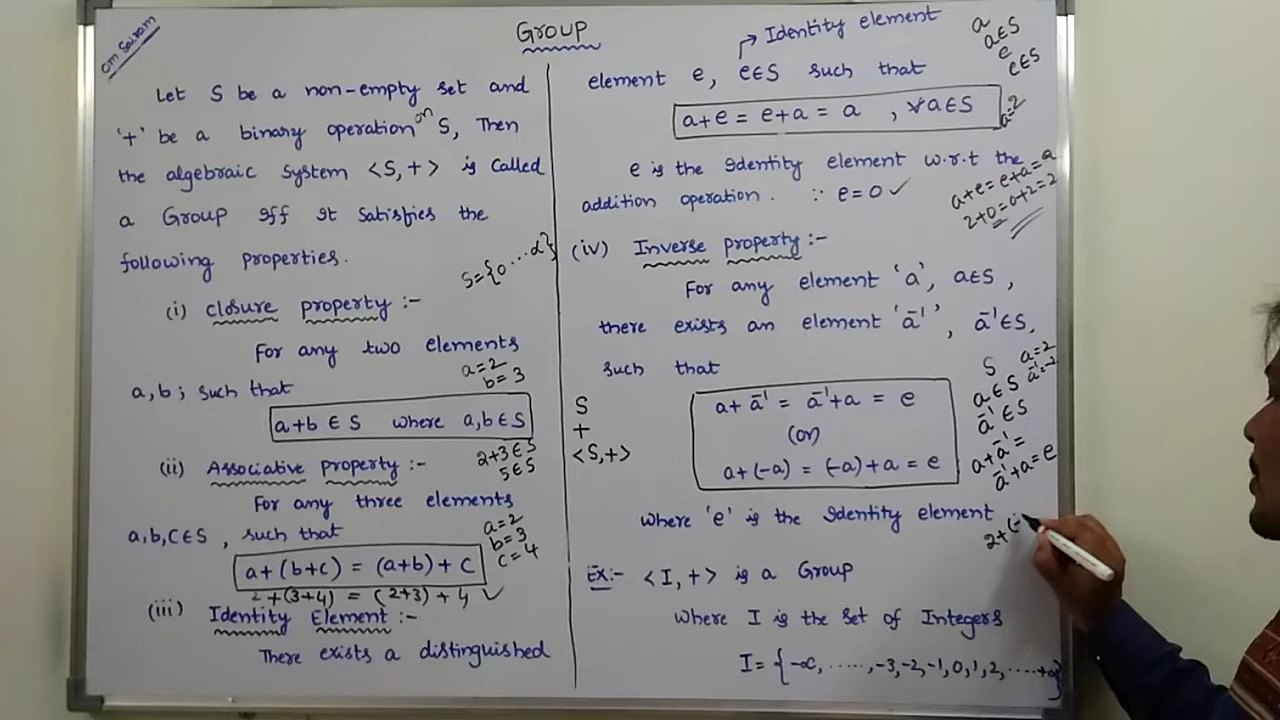 Om Sairam
Group
Let S be a non-empty set and
'+' be a binary operation on S, Then
the algebraic system <S,+> is called
a Group iff It satisfies the
following properties.
S={0...α}
(i) Closure property :-
For any two elements
a,b; such that
a=2
b=3
a+b ∈ S where a,b∈S
2+3∈S
5∈S
(ii) Associative property :-
For any three elements
a,b,c∈S, such that
a=2
b=3
c=4
a+(b+c) = (a+b)+c
2+(3+4) = (2+3)+4 ✓
(iii) Identity Element :-
There exists a distinguished
S
+
<S,+>
Identity element
element e, e∈S such that
a
a∈S
e
e∈S
a+e = e+a = a , ∀a∈S
a=2
e is the Identity element w.r.t the
addition operation. ∵ e=0 ✓
a+e=e+a=a
2+0=0+2=2
(iv) Inverse property :-
For any element 'a', a∈S,
there exists an element 'a⁻¹', a⁻¹∈S,
such that
a+a⁻¹ = a⁻¹+a = e
(or)
a+(-a) = (-a)+a = e
S
a=2
a∈S a⁻¹=-2
a⁻¹∈S
a+a⁻¹=
a⁻¹+a=e
where 'e' is the Identity element
2+(-
Ex:- <I,+> is a Group
where I is the set of Integers
I={-∝,.....,-3,-2,-1,0,1,2,....+α}